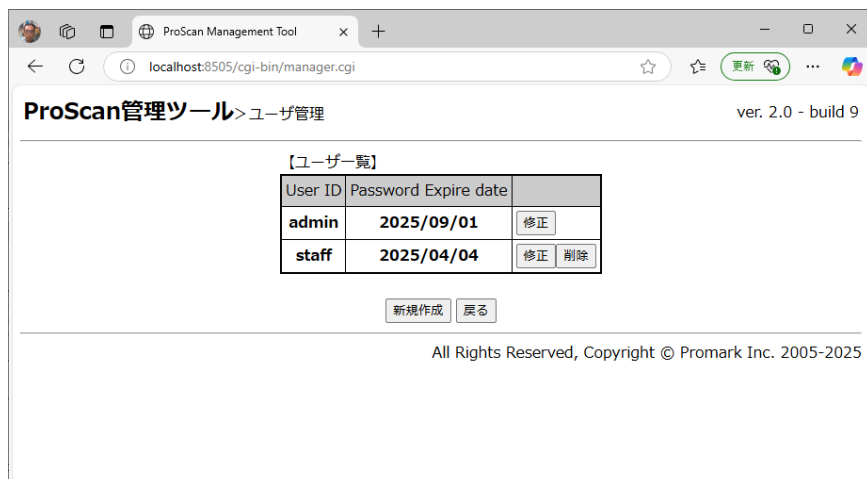 ProScan Management Tool
localhost:8505/cgi-bin/manager.cgi
更新
ProScan管理ツール>ユーザ管理
ver. 2.0 - build 9
【ユーザ一覧】
User ID Password Expire date
admin 2025/09/01 修正
staff 2025/04/04 修正 削除
新規作成 戻る
All Rights Reserved, Copyright © Promark Inc. 2005-2025